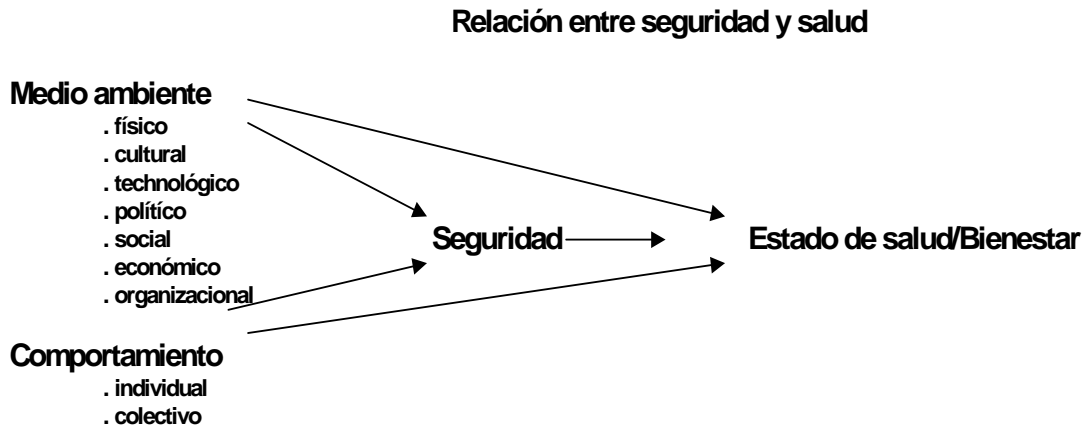 Relación entre seguridad y salud
Medio ambiente
. físico
. cultural
. technológico
. polítíco
. social
. económico
. organizacional
Seguridad
Estado de salud/Bienestar
Comportamiento
. individual
. colectivo